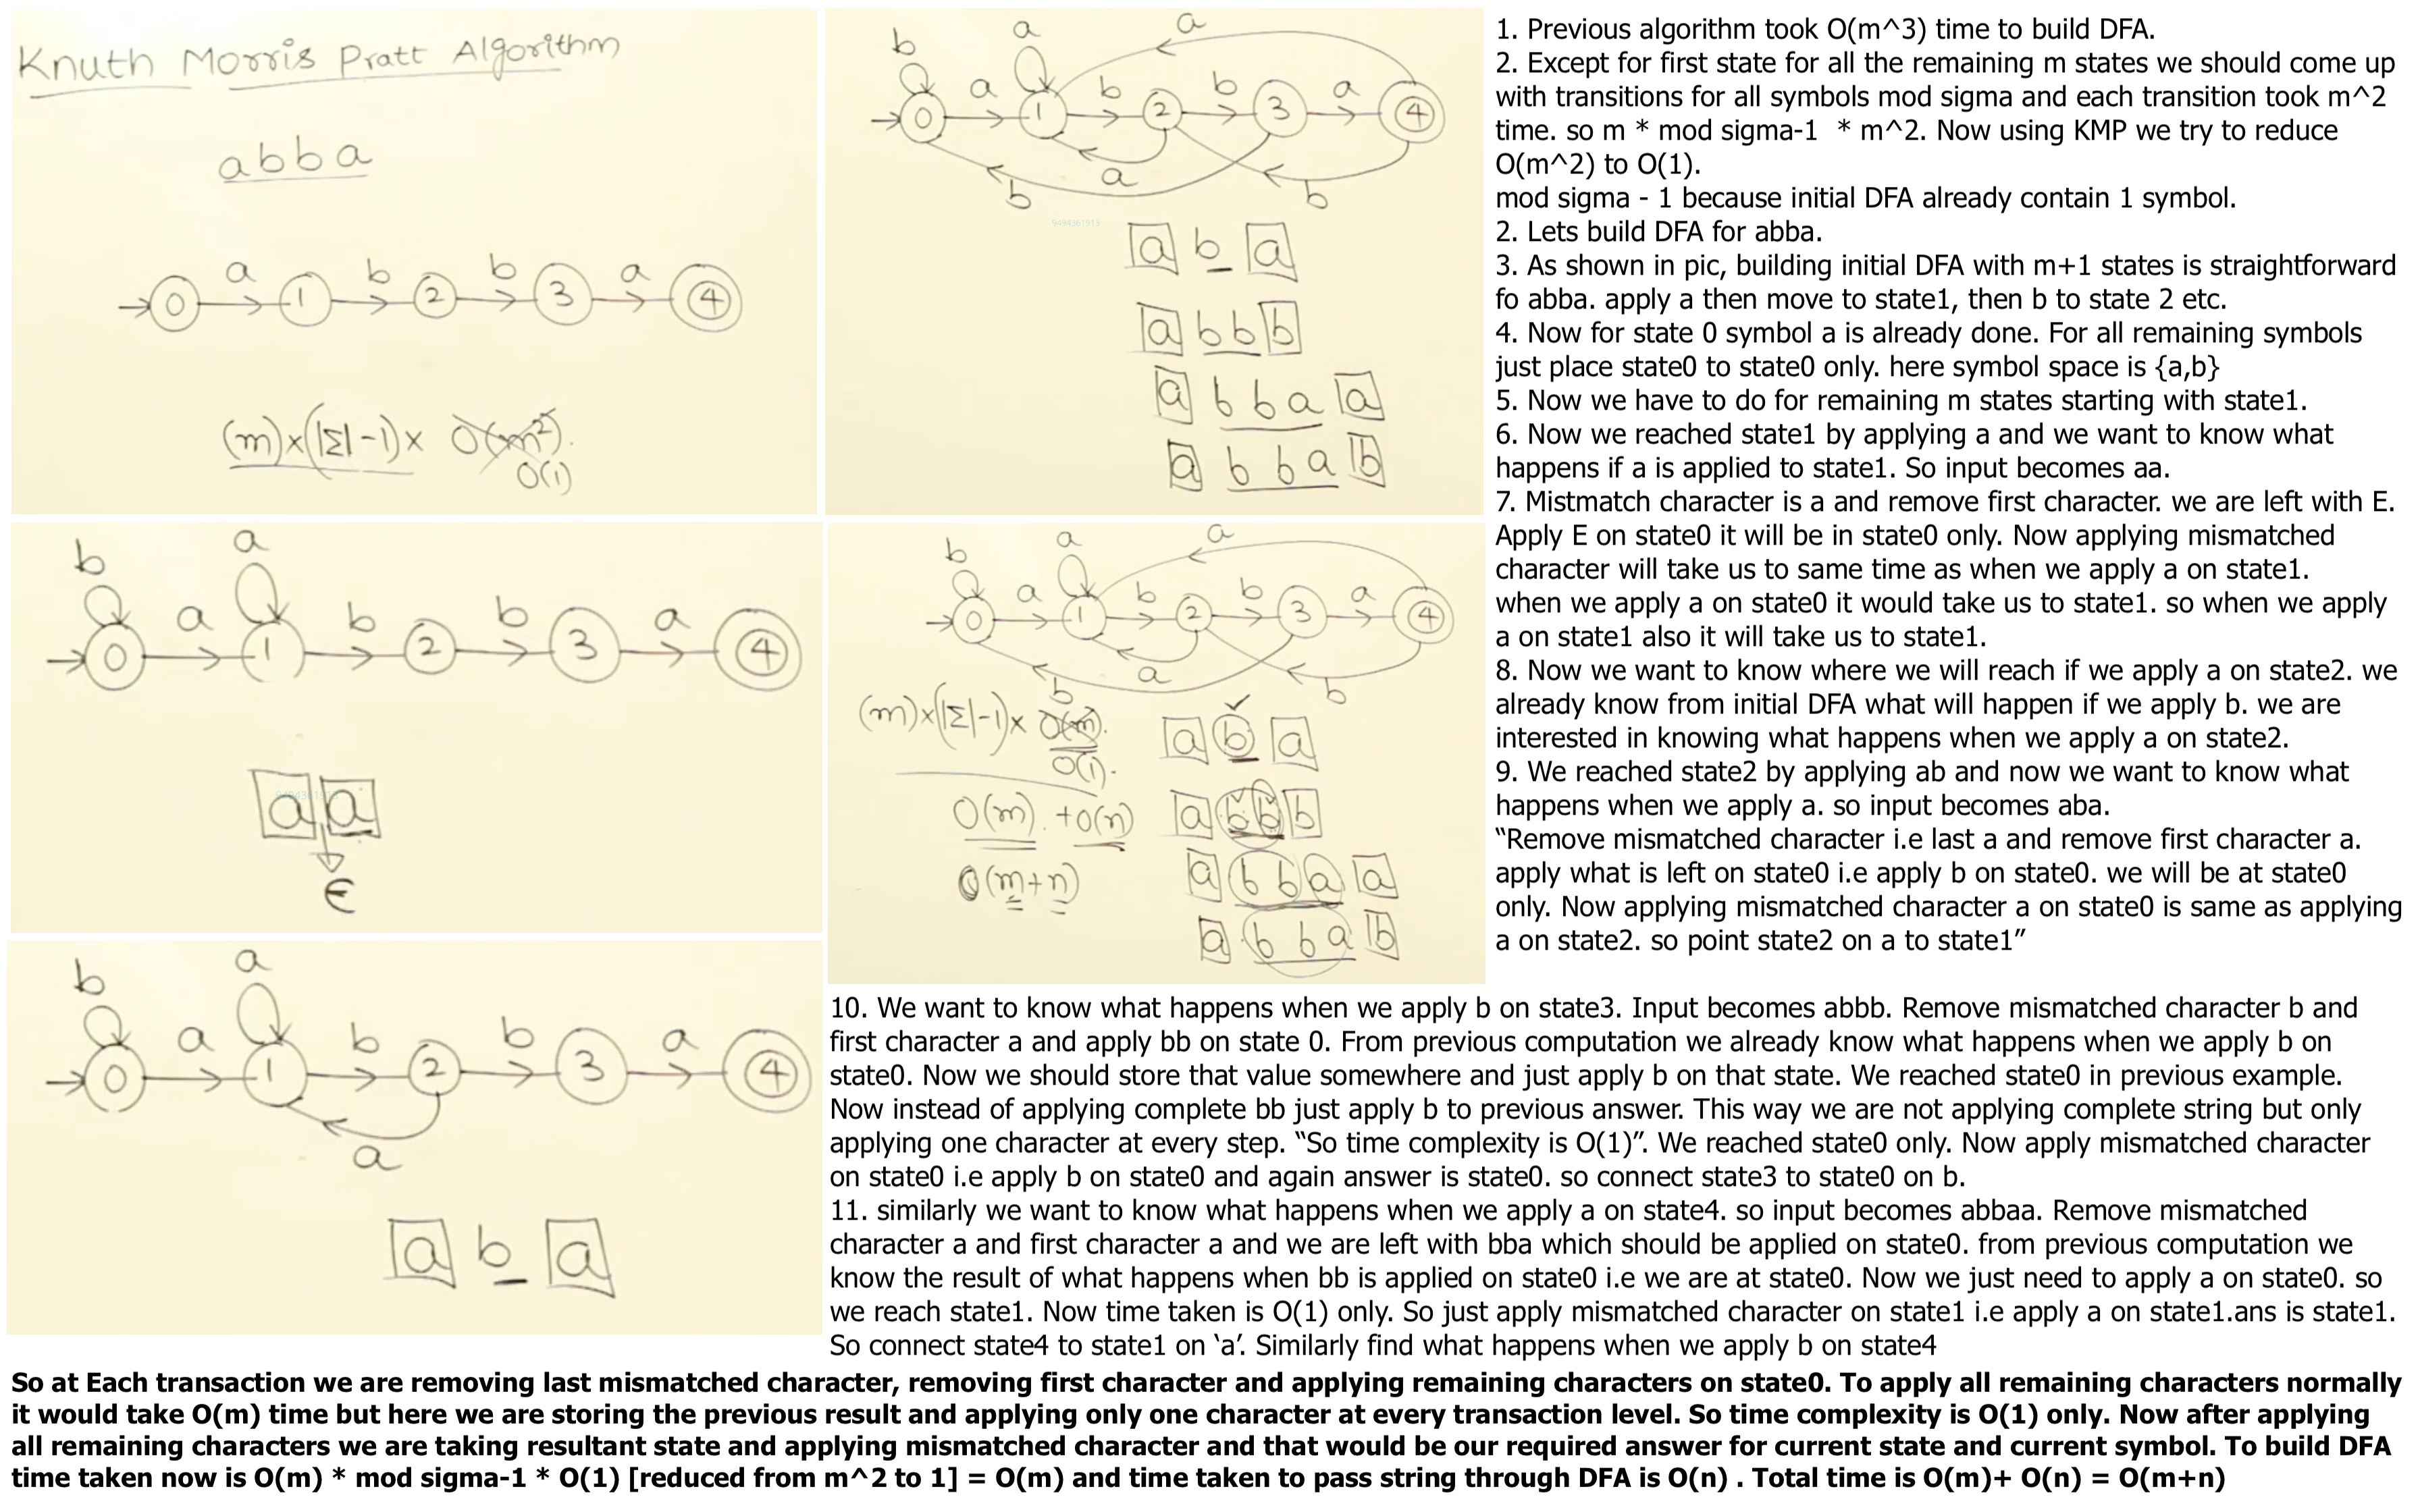 Knuth Morris Pratt Algorithm
abba
a b b a
0 1 2 3 4
(m)×(|Σ|-1)× O(m²).
O(1)
b a a
a b b a
0 1 2 3 4
b a b
9494361913
a b a
a b b b
a b b a a
a b b a b
b a
a b b a
0 1 2 3 4
a a
ϵ
b a a
a b b a
0 1 2 3 4
b a b
(m)×(|Σ|-1)× O(m).
O(1).
O(m) + O(n)
O(m+n)
a b a
a b b b
a b b a a
a b b a b
b a
a b b a
0 1 2 3 4
a
a b a
1. Previous algorithm took O(m^3) time to build DFA.
2. Except for first state for all the remaining m states we should come up
with transitions for all symbols mod sigma and each transition took m^2
time. so m * mod sigma-1 * m^2. Now using KMP we try to reduce
O(m^2) to O(1).
mod sigma - 1 because initial DFA already contain 1 symbol.
2. Lets build DFA for abba.
3. As shown in pic, building initial DFA with m+1 states is straightforward
fo abba. apply a then move to state1, then b to state 2 etc.
4. Now for state 0 symbol a is already done. For all remaining symbols
just place state0 to state0 only. here symbol space is {a,b}
5. Now we have to do for remaining m states starting with state1.
6. Now we reached state1 by applying a and we want to know what
happens if a is applied to state1. So input becomes aa.
7. Mistmatch character is a and remove first character. we are left with E.
Apply E on state0 it will be in state0 only. Now applying mismatched
character will take us to same time as when we apply a on state1.
when we apply a on state0 it would take us to state1. so when we apply
a on state1 also it will take us to state1.
8. Now we want to know where we will reach if we apply a on state2. we
already know from initial DFA what will happen if we apply b. we are
interested in knowing what happens when we apply a on state2.
9. We reached state2 by applying ab and now we want to know what
happens when we apply a. so input becomes aba.
“Remove mismatched character i.e last a and remove first character a.
apply what is left on state0 i.e apply b on state0. we will be at state0
only. Now applying mismatched character a on state0 is same as applying
a on state2. so point state2 on a to state1”
10. We want to know what happens when we apply b on state3. Input becomes abbb. Remove mismatched character b and
first character a and apply bb on state 0. From previous computation we already know what happens when we apply b on
state0. Now we should store that value somewhere and just apply b on that state. We reached state0 in previous example.
Now instead of applying complete bb just apply b to previous answer. This way we are not applying complete string but only
applying one character at every step. “So time complexity is O(1)”. We reached state0 only. Now apply mismatched character
on state0 i.e apply b on state0 and again answer is state0. so connect state3 to state0 on b.
11. similarly we want to know what happens when we apply a on state4. so input becomes abbaa. Remove mismatched
character a and first character a and we are left with bba which should be applied on state0. from previous computation we
know the result of what happens when bb is applied on state0 i.e we are at state0. Now we just need to apply a on state0. so
we reach state1. Now time taken is O(1) only. So just apply mismatched character on state1 i.e apply a on state1.ans is state1.
So connect state4 to state1 on ‘a’. Similarly find what happens when we apply b on state4
So at Each transaction we are removing last mismatched character, removing first character and applying remaining characters on state0. To apply all remaining characters normally
it would take O(m) time but here we are storing the previous result and applying only one character at every transaction level. So time complexity is O(1) only. Now after applying
all remaining characters we are taking resultant state and applying mismatched character and that would be our required answer for current state and current symbol. To build DFA
time taken now is O(m) * mod sigma-1 * O(1) [reduced from m^2 to 1] = O(m) and time taken to pass string through DFA is O(n) . Total time is O(m)+ O(n) = O(m+n)